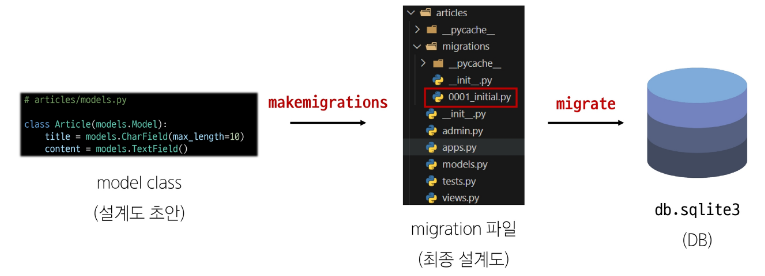 # articles/models.py
class Article(models.Model):
title = models.CharField(max_length=10)
content = models.TextField()
model class
(설계도 초안)
makemigrations
articles
__pycache__
migrations
__pycache__
__init__.py
0001_initial.py
__init__.py
admin.py
apps.py
models.py
tests.py
views.py
migration 파일
(최종 설계도)
migrate
db.sqlite3
(DB)